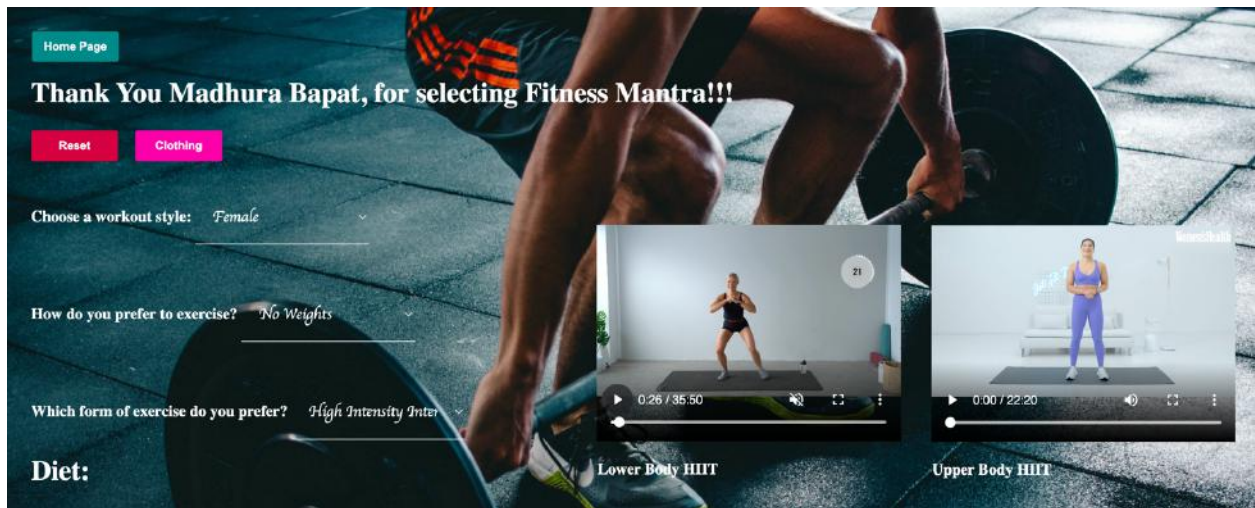 Home Page
Thank You Madhura Bapat, for selecting Fitness Mantra!!!
Reset
Clothing
Choose a workout style: Female
How do you prefer to exercise? No Weights
Which form of exercise do you prefer? High Intensity Inter
Diet:
21
Women'sHealth
0:26 / 35:50
0:00 / 22:20
Lower Body HIIT
Upper Body HIIT